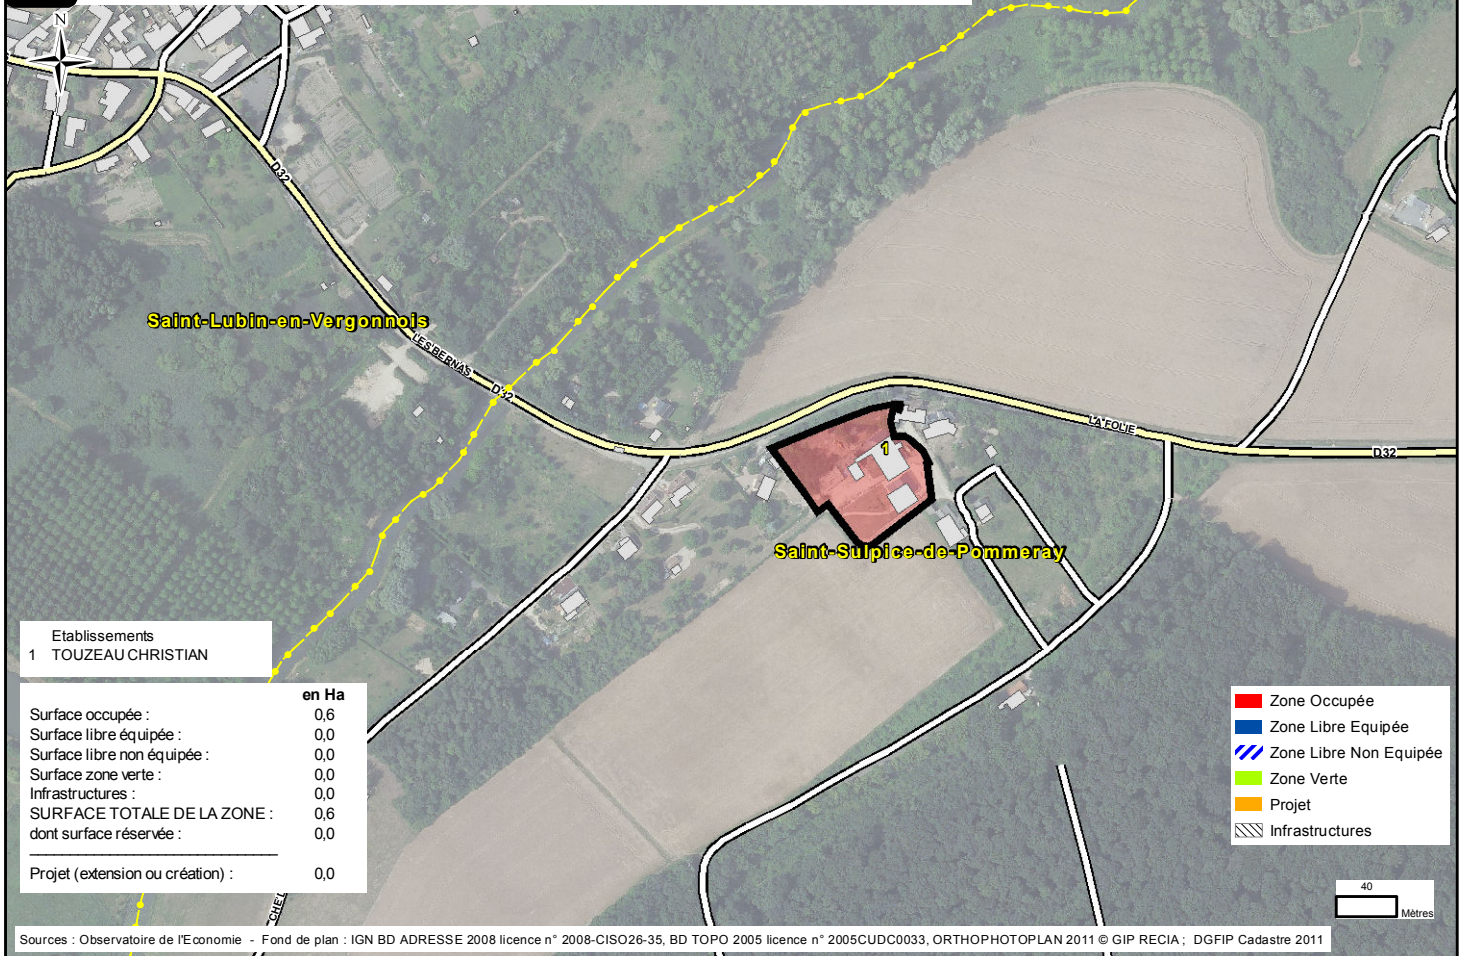 N
D32
Saint-Lubin-en-Vergonnois
LES BERNAS
D32
LA FOLIE
D32
1
Saint-Sulpice-de-Pommeray
Etablissements
1 TOUZEAU CHRISTIAN
en Ha
Surface occupée : 0,6
Surface libre équipée : 0,0
Surface libre non équipée : 0,0
Surface zone verte : 0,0
Infrastructures : 0,0
SURFACE TOTALE DE LA ZONE : 0,6
dont surface réservée : 0,0
Projet (extension ou création) : 0,0
Zone Occupée
Zone Libre Equipée
Zone Libre Non Equipée
Zone Verte
Projet
Infrastructures
40
Mètres
Sources : Observatoire de l'Economie - Fond de plan : IGN BD ADRESSE 2008 licence n° 2008-CISO26-35, BD TOPO 2005 licence n° 2005CUDC0033, ORTHOPHOTOPLAN 2011 © GIP RECIA ; DGFIP Cadastre 2011